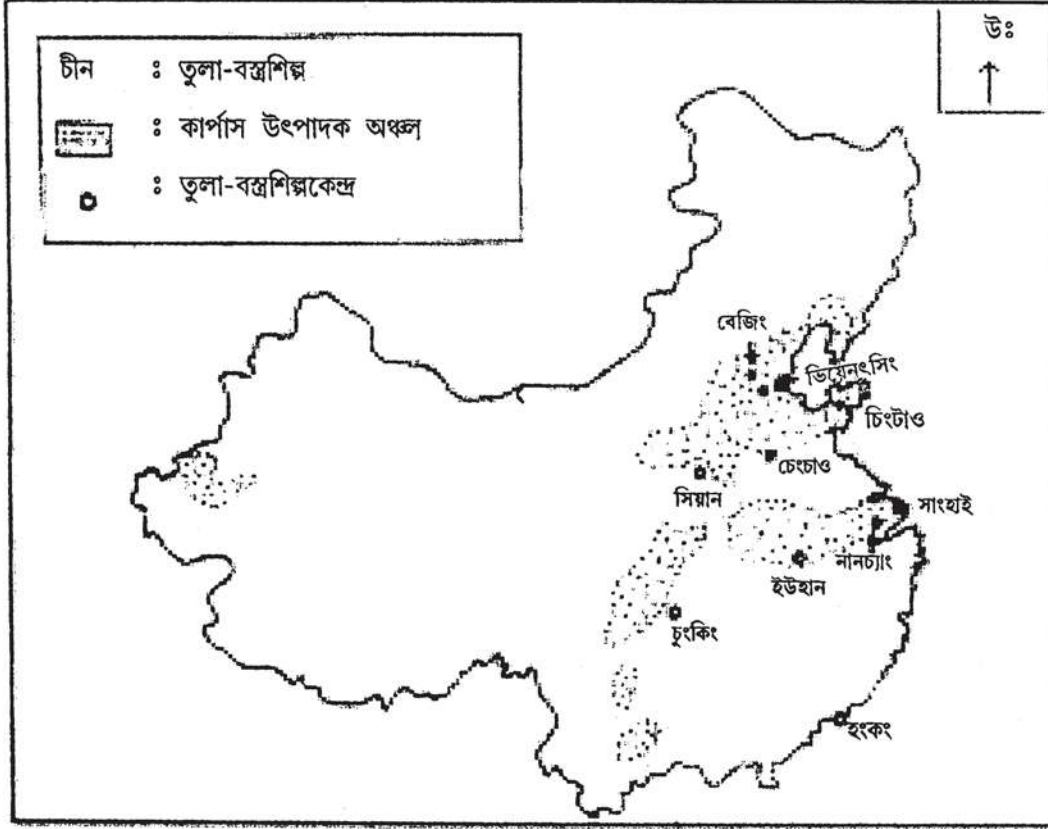 উঃ
চীন : তুলা-বস্ত্রশিল্প
: কার্পাস উৎপাদক অঞ্চল
: তুলা-বস্ত্রশিল্পকেন্দ্র
বেজিং
ভিয়েনৎসিং
চিংটাও
চেংচাও
সিয়ান
সাংহাই
নানচ্যাং
ইউহান
চুংকিং
হংকং